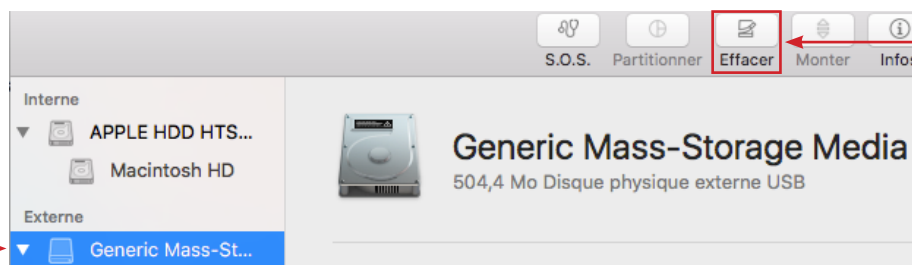 S.O.S. Partitionner Effacer Monter Infos
Interne
APPLE HDD HTS...
Macintosh HD
Externe
Generic Mass-St...
Generic Mass-Storage Media
504,4 Mo Disque physique externe USB